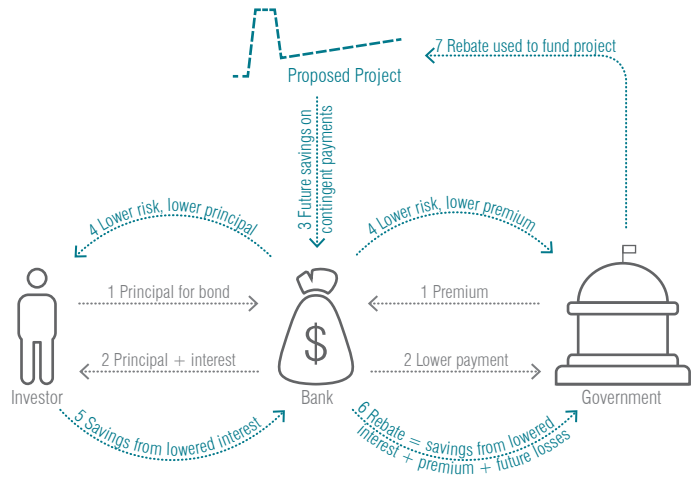 7 Rebate used to fund project
Proposed Project
3 Future savings on
contingent payments
4 Lower risk, lower principal
4 Lower risk, lower premium
1 Principal for bond
1 Premium
$
2 Principal + interest
2 Lower payment
Investor
Bank
Government
5 Savings from lowered interest
6 Rebate = savings from lowered
interest + premium + future losses